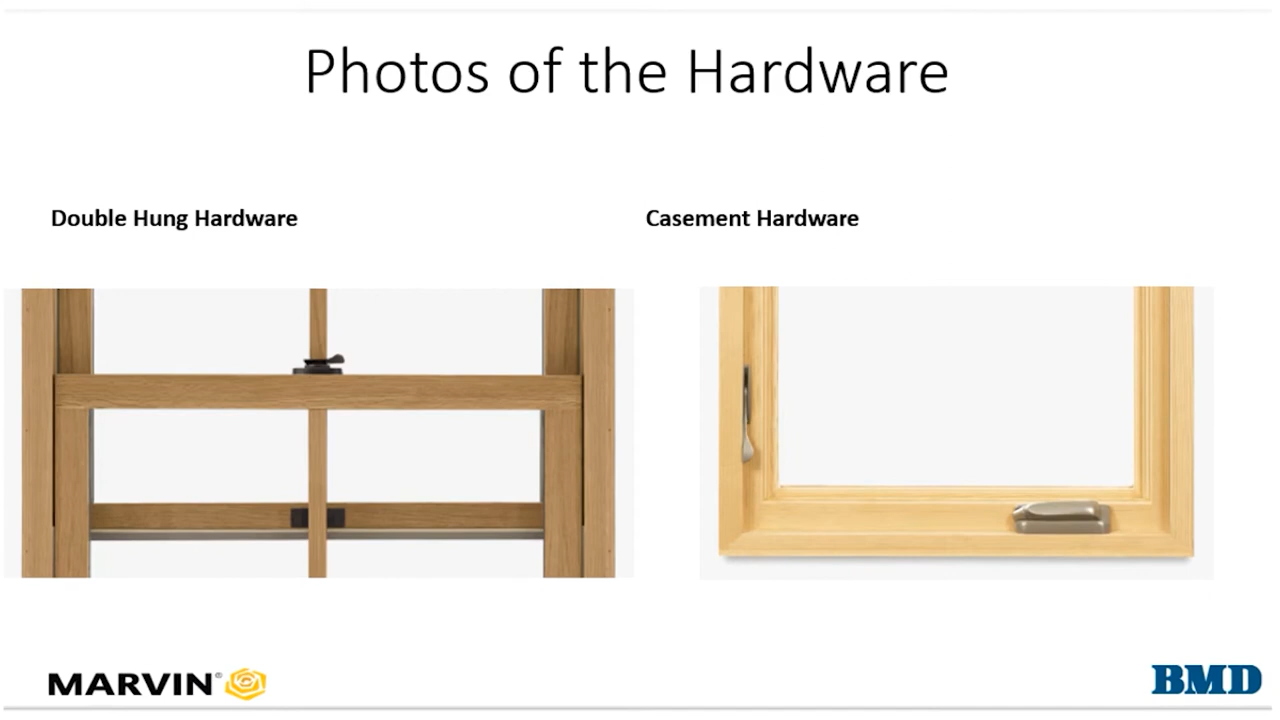 Photos of the Hardware
Double Hung Hardware
Casement Hardware
MARVIN®
BMD